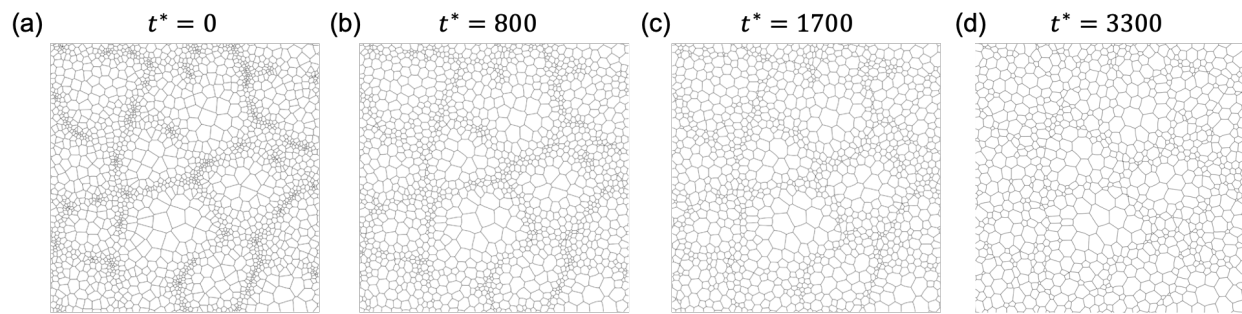 (a) t* = 0 (b) t* = 800 (c) t* = 1700 (d) t* = 3300